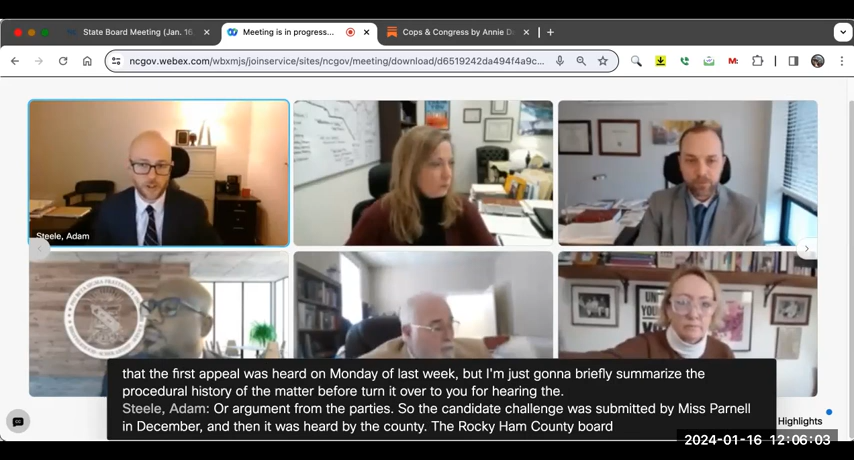 State Board Meeting (Jan. 16
Meeting is in progress...
Cops & Congress by Annie D
ncgov.webex.com/wbxmjs/joinservice/sites/ncgov/meeting/download/d6519242da494f4a9c...
Steele, Adam
that the first appeal was heard on Monday of last week, but I'm just gonna briefly summarize the
procedural history of the matter before turn it over to you for hearing the.
Steele, Adam: Or argument from the parties. So the candidate challenge was submitted by Miss Parnell
in December, and then it was heard by the county. The Rocky Ham County board
Highlights
2024-01-16 12:06:03